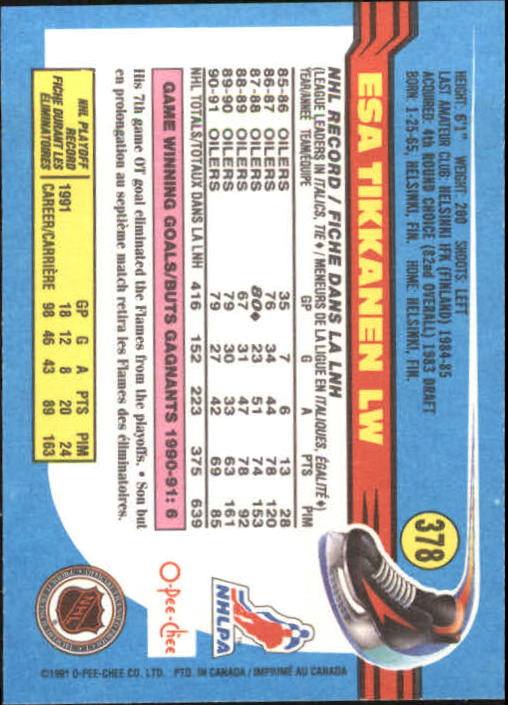 378
ESA TIKKANEN LW
HEIGHT: 6'1" WEIGHT: 200 SHOOTS: LEFT
LAST AMATEUR CLUB: HELSINKI IFK (FINLAND) 1984-85
ACQUIRED: 4th ROUND CHOICE (82nd OVERALL) 1983 DRAFT
BORN: 1-25-65, HELSINKI, FIN. HOME: HELSINKI, FIN.
NHL RECORD / FICHE DANS LA LNH
(LEAGUE LEADERS IN ITALICS, TIE ♦ / MENEURS DE LA LIGUE EN ITALIQUES, ÉGALITÉ ♦)
YEAR/ANNÉE TEAM/ÉQUIPE GP G A PTS PIM
85-86 OILERS 35 7 6 13 28
86-87 OILERS 76 34 44 78 120
87-88 OILERS 80♦ 23 51 74 153
88-89 OILERS 67 31 47 78 92
89-90 OILERS 79 30 33 63 161
90-91 OILERS 79 27 42 69 85
NHL TOTALS/TOTAUX DANS LA LNH 416 152 223 375 639
GAME WINNING GOALS/BUTS GAGNANTS 1990-91: 6
His 7th game OT goal eliminated the Flames from the playoffs. • Son but
en prolongation au septième match retira les Flames des éliminatoires.
NHL PLAYOFF
RECORD
FICHE DURANT LES
ÉLIMINATOIRES
GP G A PTS PIM
1991 18 12 8 20 24
CAREER/CARRIÈRE 98 46 43 89 163
NHLPA
O-Pee-Chee
NHL
©1991 O-PEE-CHEE CO. LTD. PTD. IN CANADA / IMPRIMÉ AU CANADA